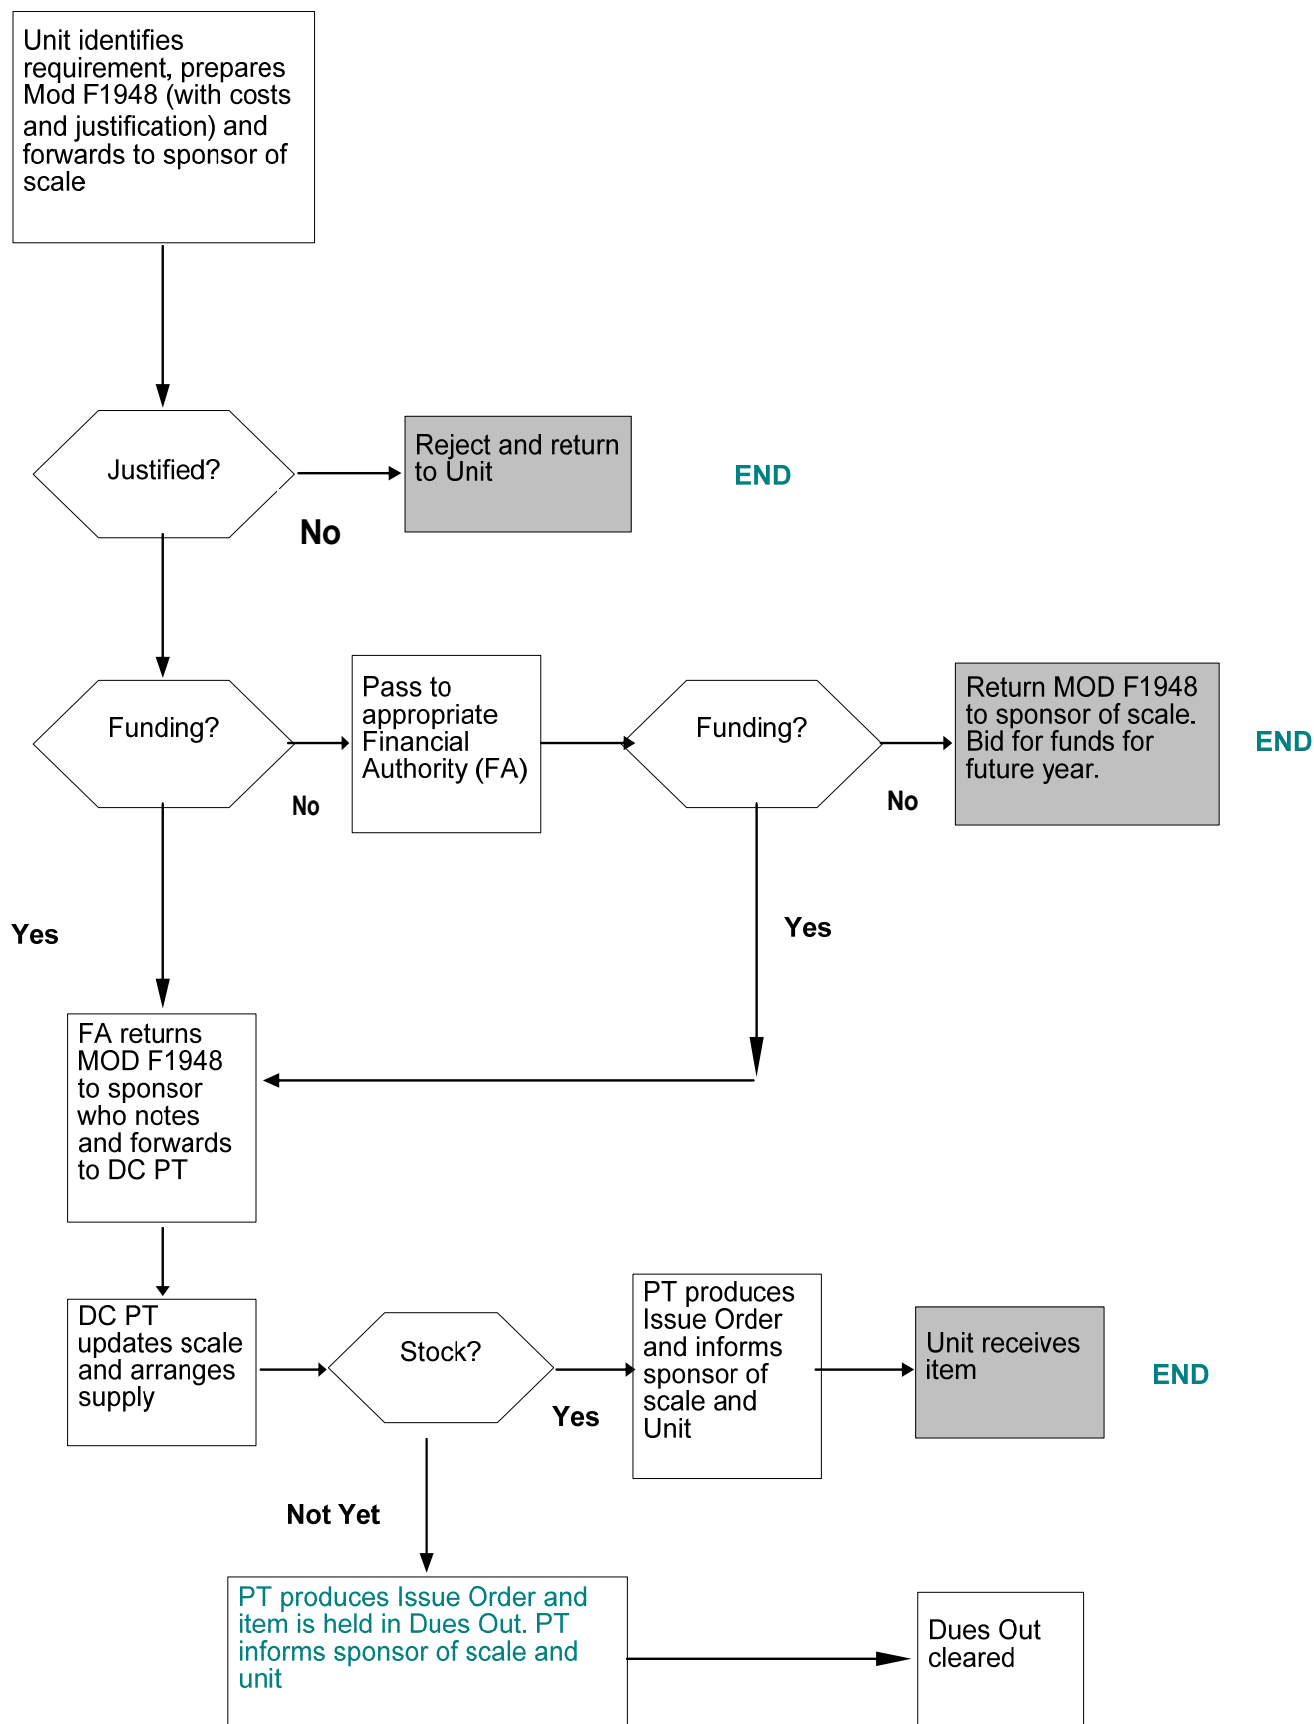 Unit identifies
requirement, prepares
Mod F1948 (with costs
and justification) and
forwards to sponsor of
scale
Justified?
No
Reject and return
to Unit
END
Funding?
No
Pass to
appropriate
Financial
Authority (FA)
Funding?
No
Return MOD F1948
to sponsor of scale.
Bid for funds for
future year.
END
Yes
Yes
FA returns
MOD F1948
to sponsor
who notes
and forwards
to DC PT
DC PT
updates scale
and arranges
supply
Stock?
Yes
PT produces
Issue Order
and informs
sponsor of
scale and
Unit
Unit receives
item
END
Not Yet
PT produces Issue Order and
item is held in Dues Out. PT
informs sponsor of scale and
unit
Dues Out
cleared